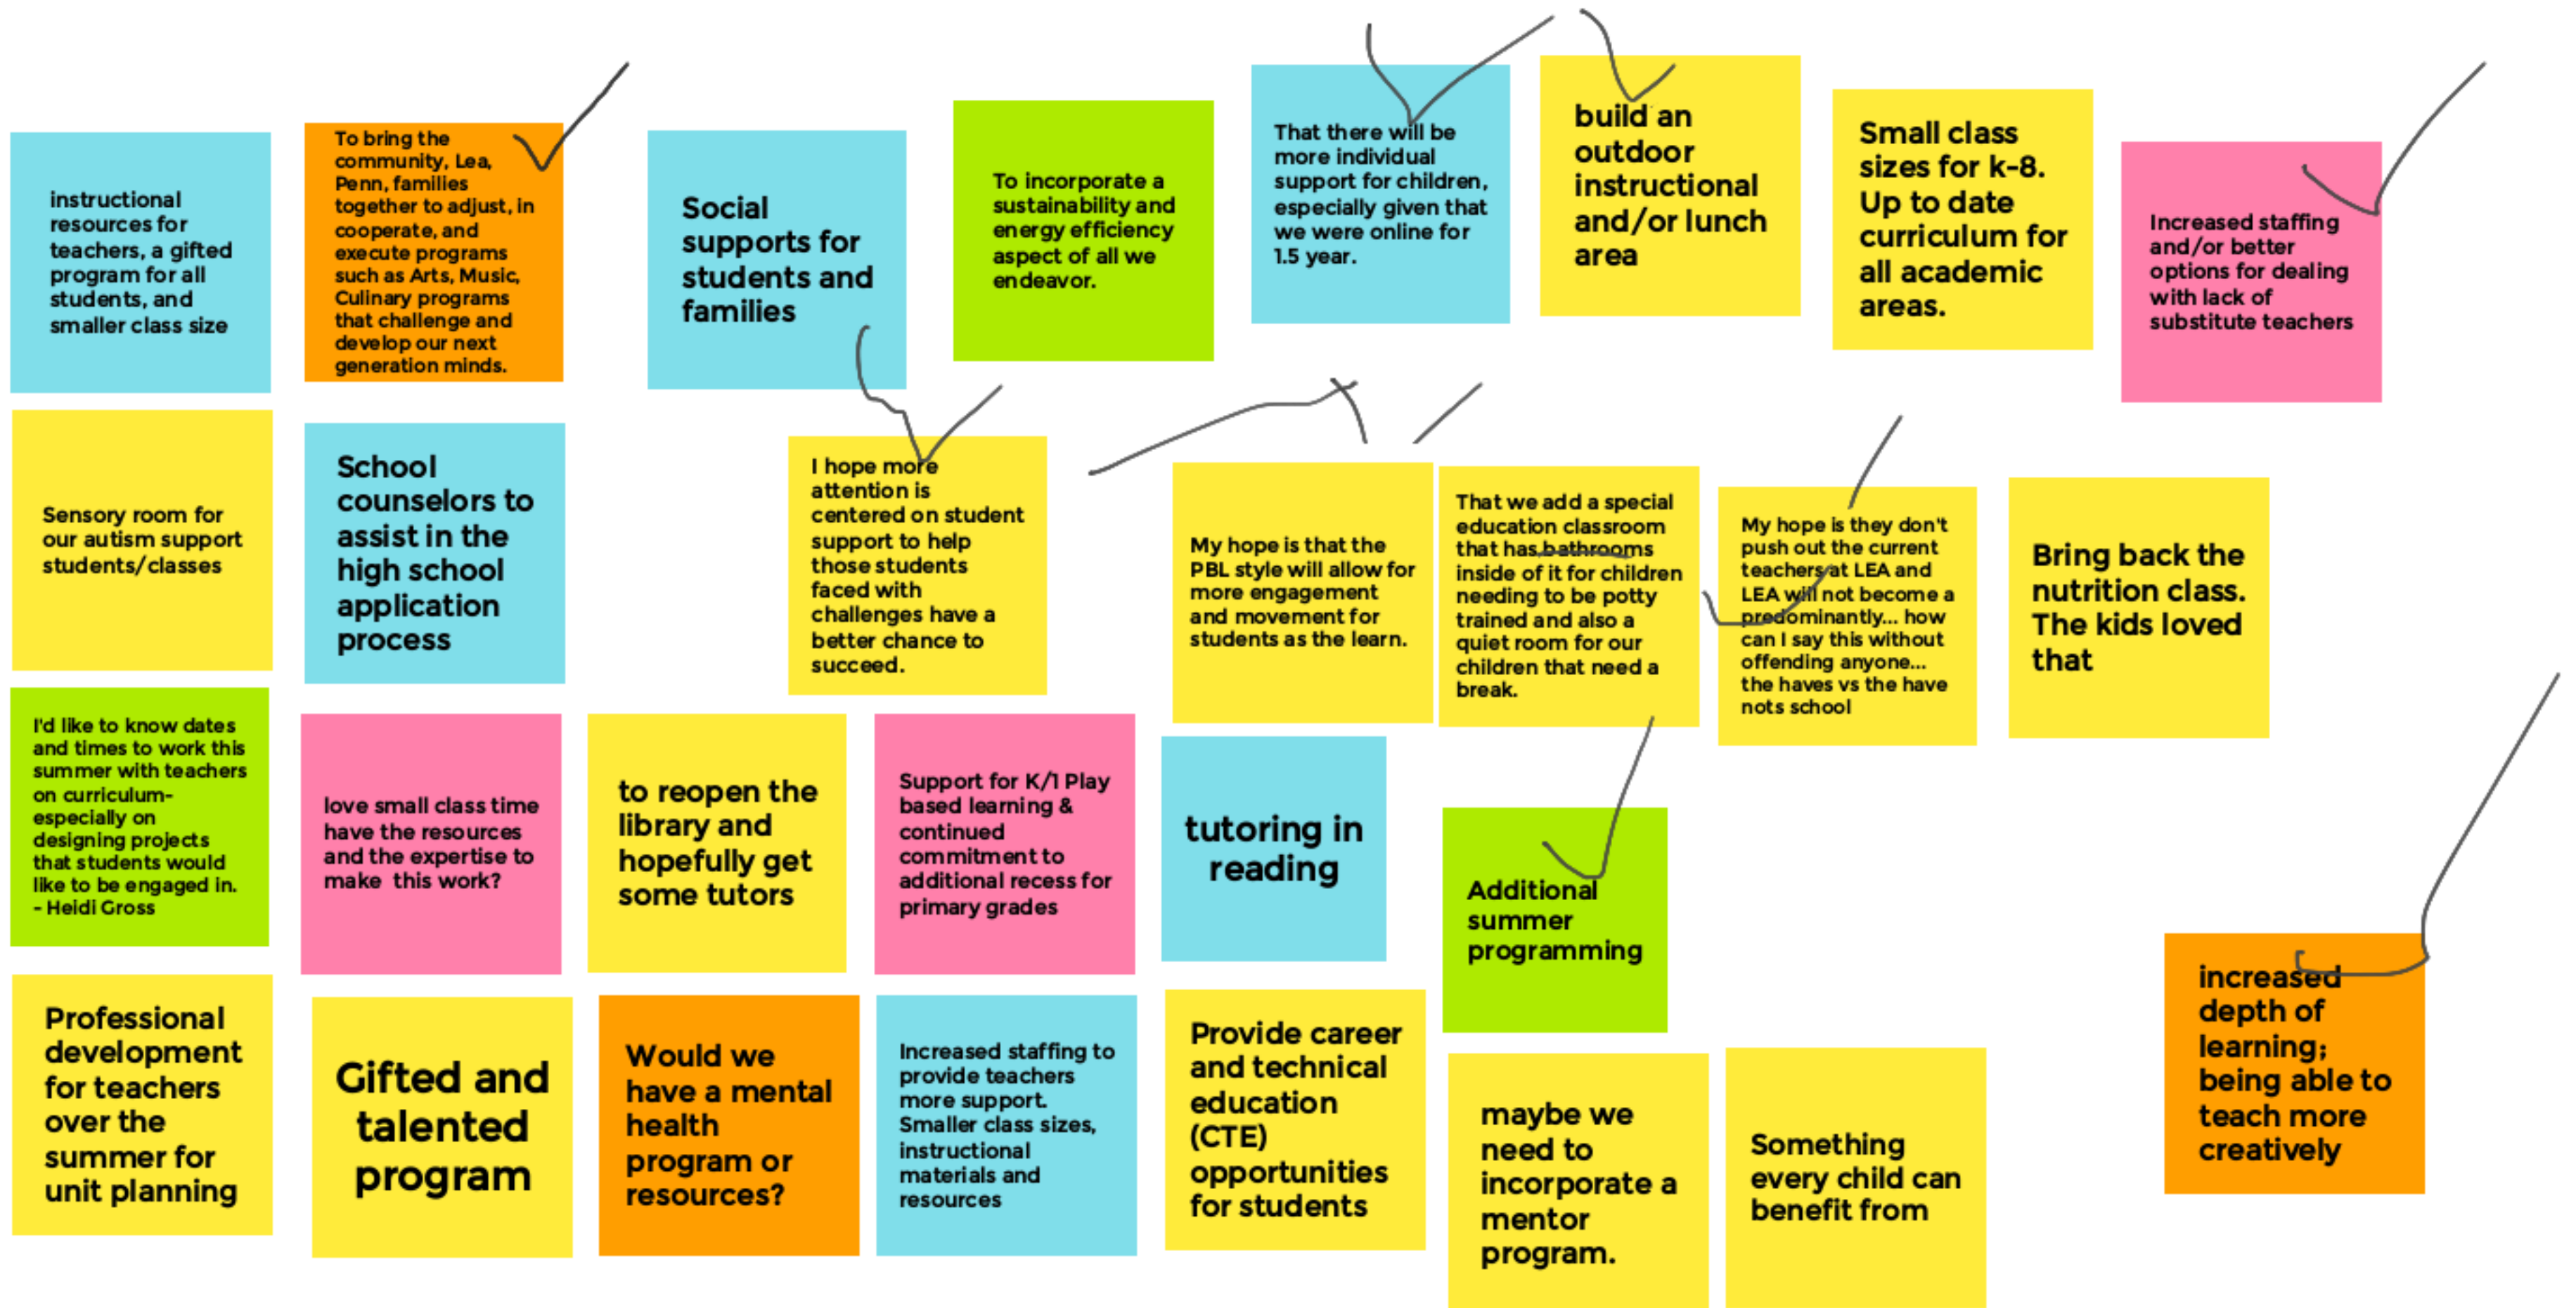 instructional
resources for
teachers, a gifted
program for all
students, and
smaller class size
To bring the
community, Lea,
Penn, families
together to adjust, in
cooperate, and
execute programs
such as Arts, Music,
Culinary programs
that challenge and
develop our next
generation minds.
Social
supports for
students and
families
To incorporate a
sustainability and
energy efficiency
aspect of all we
endeavor.
That there will be
more individual
support for children,
especially given that
we were online for
1.5 year.
build an
outdoor
instructional
and/or lunch
area
Small class
sizes for k-8.
Up to date
curriculum for
all academic
areas.
Increased staffing
and/or better
options for dealing
with lack of
substitute teachers
Sensory room for
our autism support
students/classes
School
counselors to
assist in the
high school
application
process
I hope more
attention is
centered on student
support to help
those students
faced with
challenges have a
better chance to
succeed.
My hope is that the
PBL style will allow for
more engagement
and movement for
students as the learn.
That we add a special
education classroom
that has bathrooms
inside of it for children
needing to be potty
trained and also a
quiet room for our
children that need a
break.
My hope is they don't
push out the current
teachers at LEA and
LEA will not become a
predominantly... how
can I say this without
offending anyone...
the haves vs the have
nots school
Bring back the
nutrition class.
The kids loved
that
I'd like to know dates
and times to work this
summer with teachers
on curriculum-
especially on
designing projects
that students would
like to be engaged in.
- Heidi Gross
love small class time
have the resources
and the expertise to
make this work?
to reopen the
library and
hopefully get
some tutors
Support for K/1 Play
based learning &
continued
commitment to
additional recess for
primary grades
tutoring in
reading
Additional
summer
programming
increased
depth of
learning;
being able to
teach more
creatively
Professional
development
for teachers
over the
summer for
unit planning
Gifted and
talented
program
Would we
have a mental
health
program or
resources?
Increased staffing to
provide teachers
more support.
Smaller class sizes,
instructional
materials and
resources
Provide career
and technical
education
(CTE)
opportunities
for students
maybe we
need to
incorporate a
mentor
program.
Something
every child can
benefit from